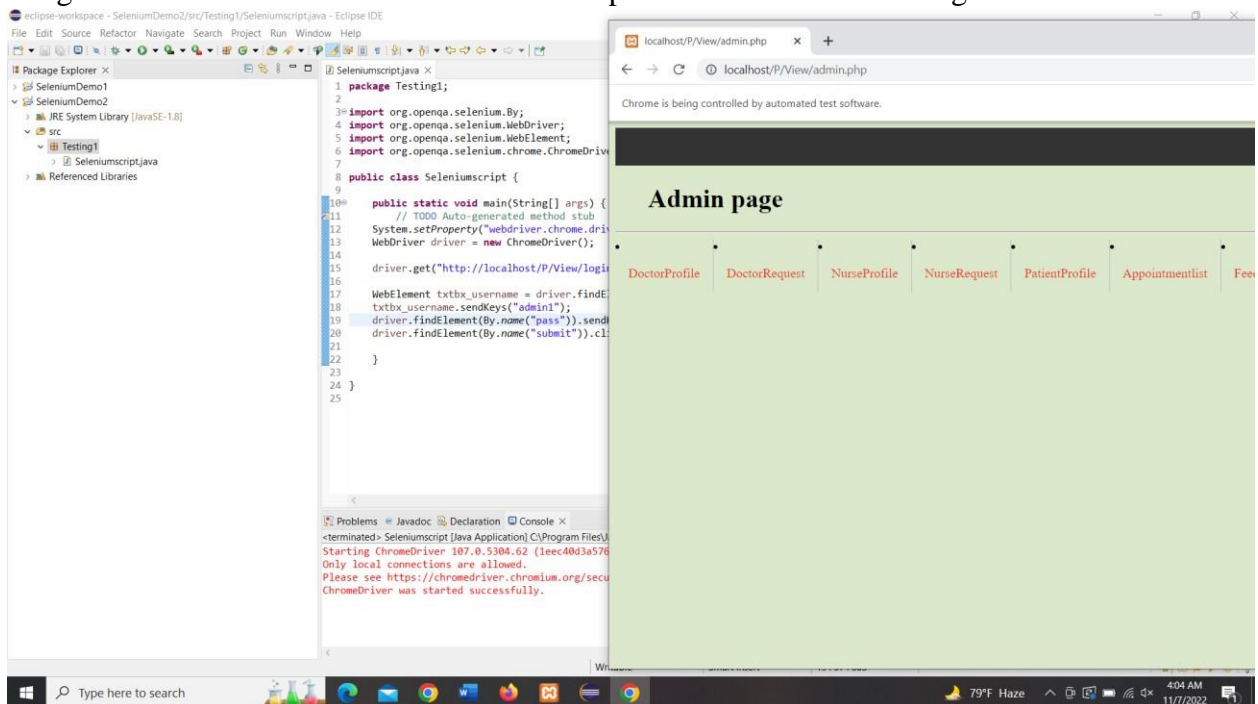 eclipse-workspace - SeleniumDemo2/src/Testing1/Seleniumscript.java - Eclipse IDE
File Edit Source Refactor Navigate Search Project Run Window Help
Package Explorer
SeleniumDemo1
SeleniumDemo2
JRE System Library [JavaSE-1.8]
src
Testing1
Seleniumscript.java
Referenced Libraries
Seleniumscript.java
1 package Testing1;
2
3 import org.openqa.selenium.By;
4 import org.openqa.selenium.WebDriver;
5 import org.openqa.selenium.WebElement;
6 import org.openqa.selenium.chrome.ChromeDrive
7
8 public class Seleniumscript {
9
10 public static void main(String[] args) {
11 // TODO Auto-generated method stub
12 System.setProperty("webdriver.chrome.driv
13 WebDriver driver = new ChromeDriver();
14
15 driver.get("http://localhost/P/View/logi
16
17 WebElement txtbx_username = driver.findE
18 txtbx_username.sendKeys("admin1");
19 driver.findElement(By.name("pass")).send
20 driver.findElement(By.name("submit")).cl
21
22 }
23
24 }
25
Problems Javadoc Declaration Console
<terminated> Seleniumscript [Java Application] C:\Program Files\J
Starting ChromeDriver 107.0.5304.62 (1eec40d3a576
Only local connections are allowed.
Please see https://chromedriver.chromium.org/secu
ChromeDriver was started successfully.
localhost/P/View/admin.php
localhost/P/View/admin.php
Chrome is being controlled by automated test software.
Admin page
DoctorProfile DoctorRequest NurseProfile NurseRequest PatientProfile Appointmentlist Feed
Type here to search
79°F Haze
4:04 AM
11/7/2022